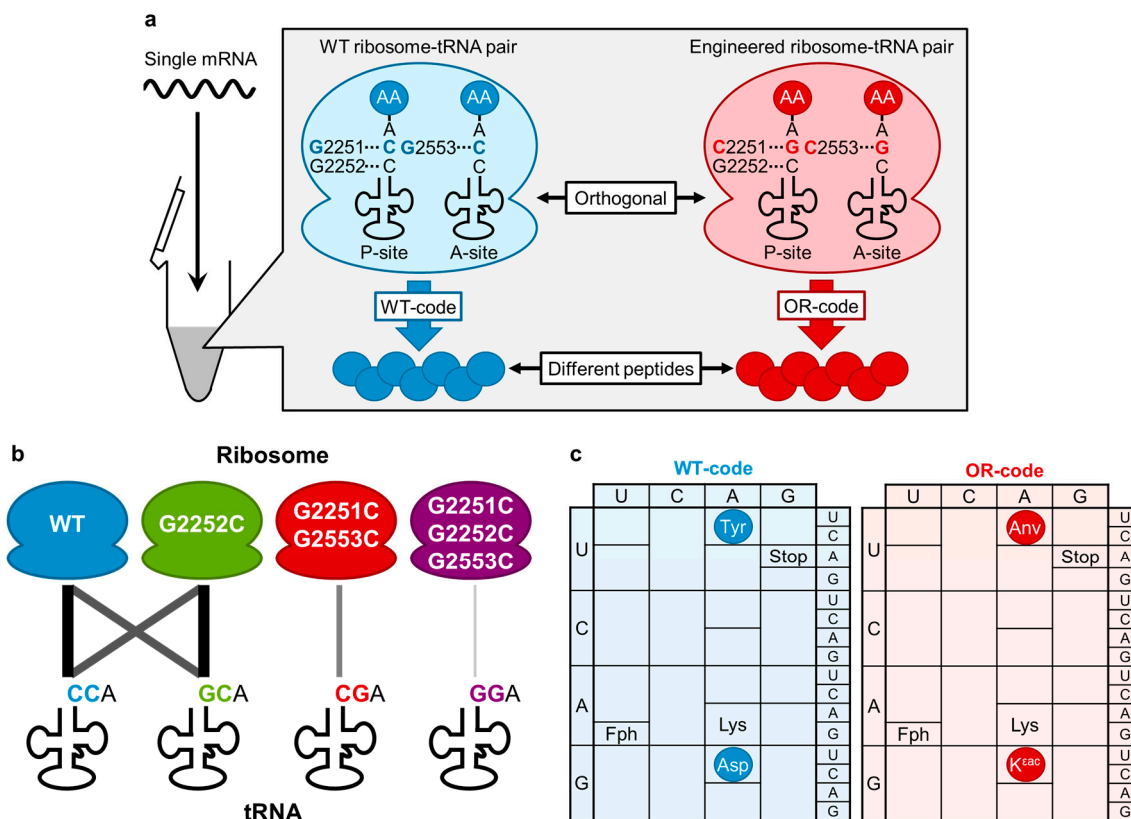 a
Single mRNA
WT ribosome-tRNA pair
Engineered ribosome-tRNA pair
AA AA AA AA
A A A A
G2251···C G2553···C C2251···G C2553···G
G2252···C C G2252···C C
Orthogonal
P-site A-site P-site A-site
WT-code OR-code
Different peptides
b
Ribosome
WT
G2252C
G2251C
G2553C
G2251C
G2252C
G2553C
CCA GCA CGA GGA
tRNA
c
WT-code
U C A G
U
Tyr
Stop
U
C
A
G
C
U
C
A
G
A
Fph
Lys
U
C
A
G
G
Asp
U
C
A
G
OR-code
U C A G
U
Anv
Stop
U
C
A
G
C
U
C
A
G
A
Fph
Lys
U
C
A
G
G
Kεac
U
C
A
G